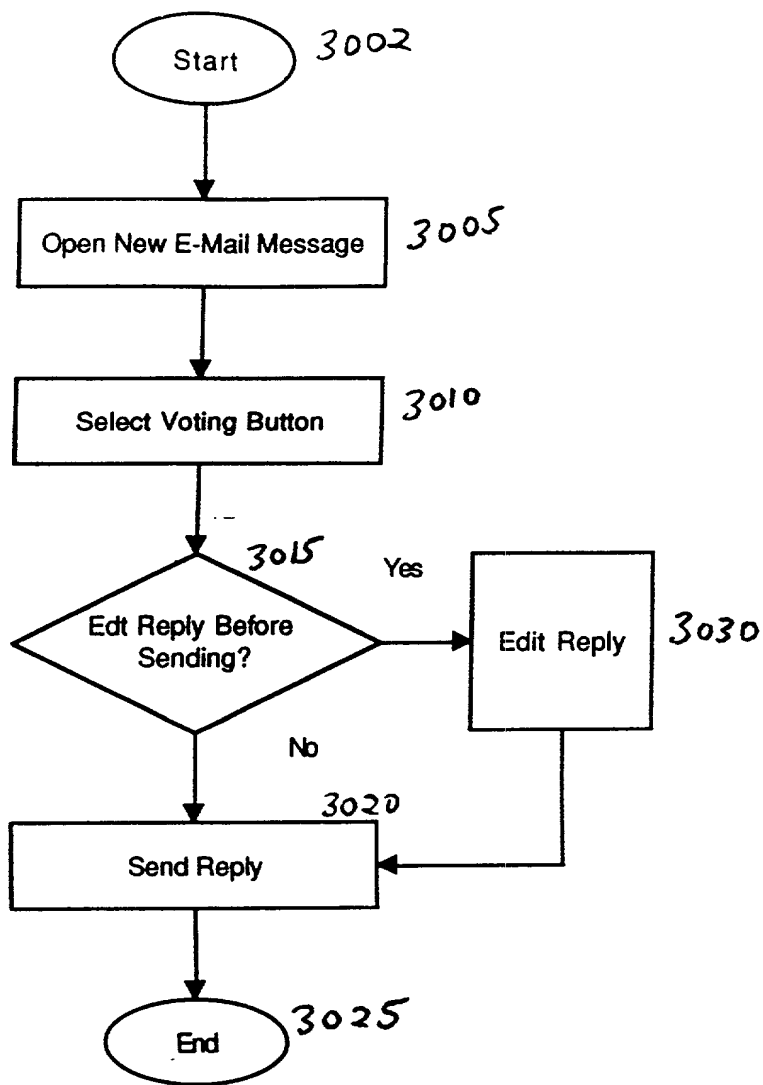 Start
3002
Open New E-Mail Message
3005
Select Voting Button
3010
3015
Edt Reply Before
Sending?
Yes
Edit Reply
3030
No
3020
Send Reply
End
3025